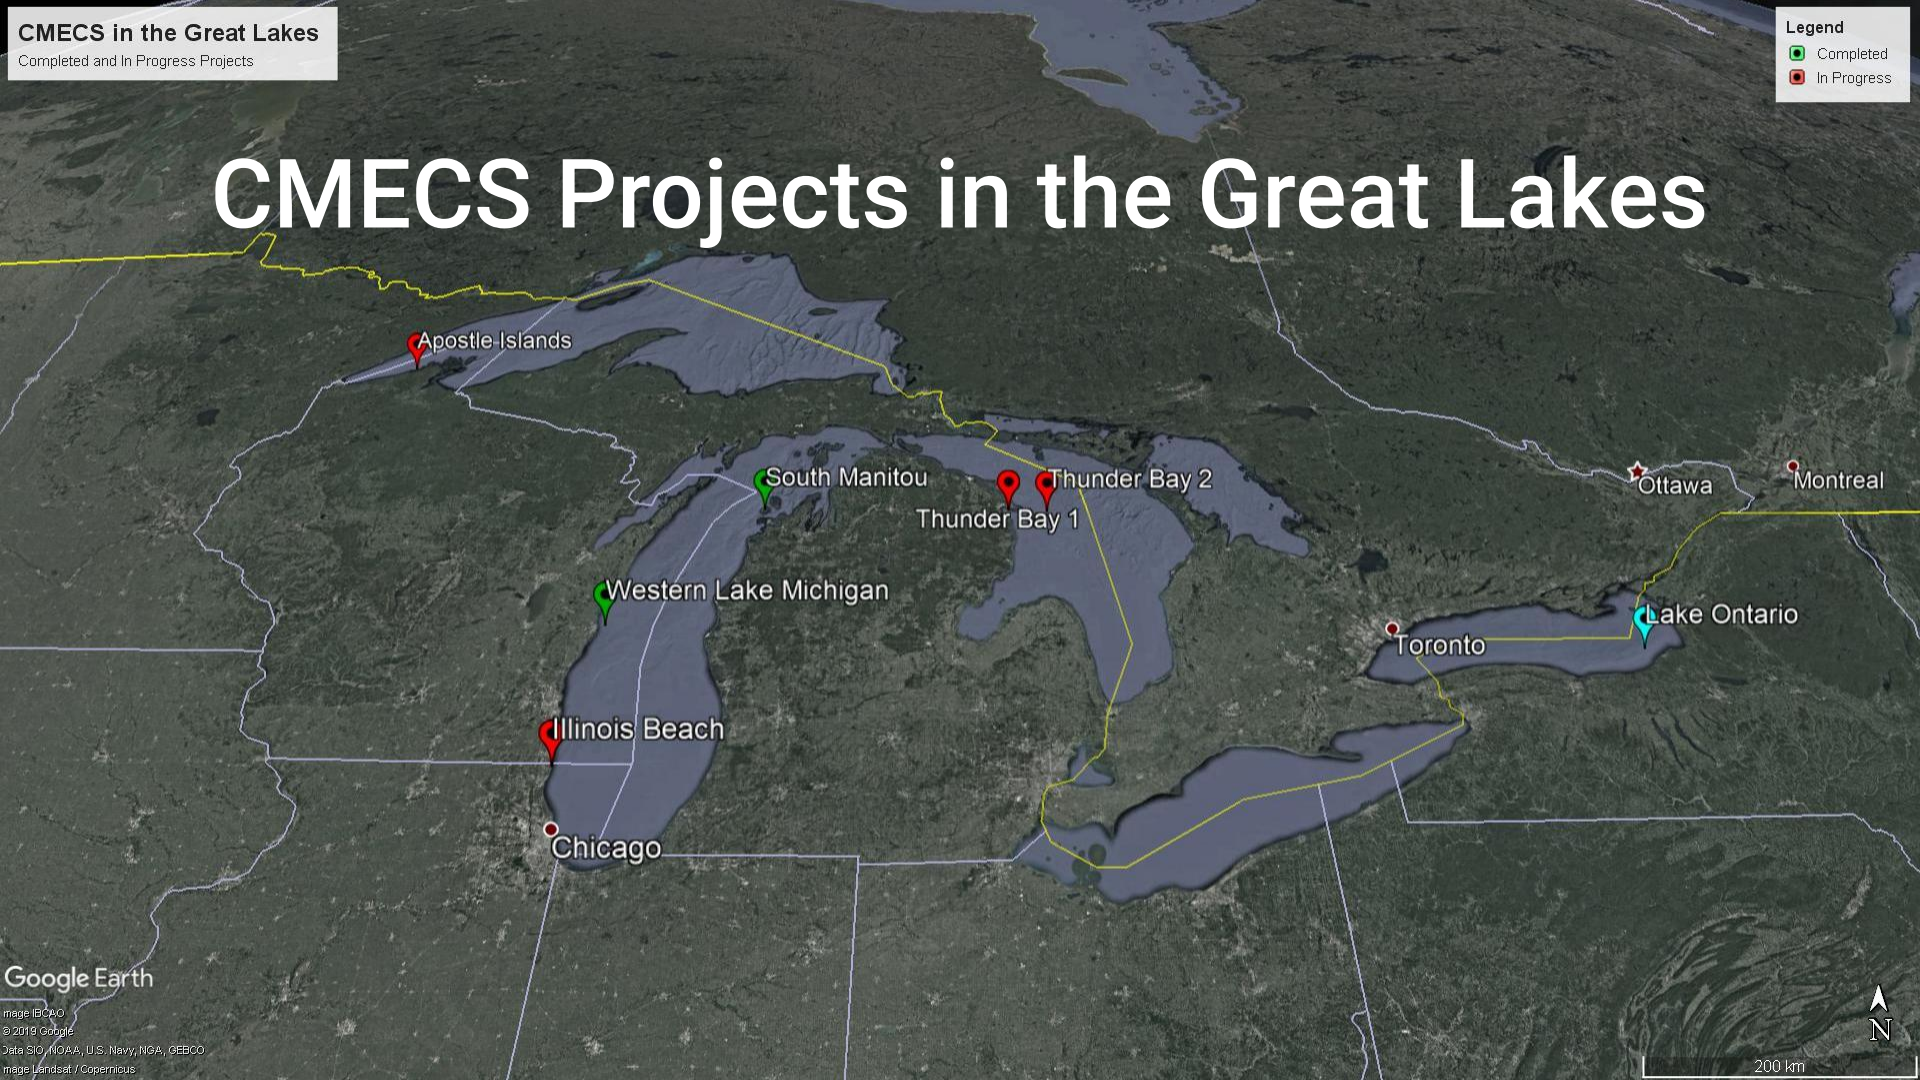 CMECS in the Great Lakes
Completed and In Progress Projects
Legend
Completed
In Progress
CMECS Projects in the Great Lakes
Apostle Islands
South Manitou
Thunder Bay 2
Thunder Bay 1
Ottawa
Montreal
Western Lake Michigan
Lake Ontario
Toronto
Illinois Beach
Chicago
Google Earth
mage IBCAO
© 2019 Google
Data SIO, NOAA, U.S. Navy, NGA, GEBCO
mage Landsat / Copernicus
N
200 km